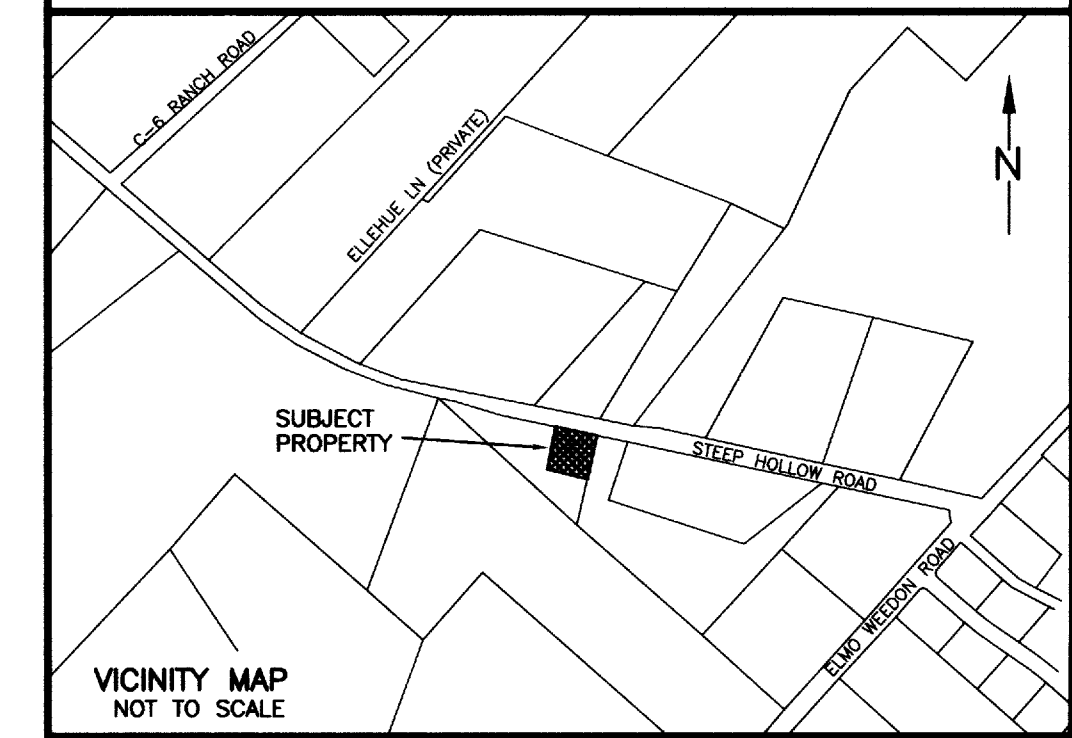 C-6 RANCH ROAD
ELLEHUE LN (PRIVATE)
N
SUBJECT
PROPERTY
STEEP HOLLOW ROAD
ELMO WEEDON ROAD
VICINITY MAP
NOT TO SCALE